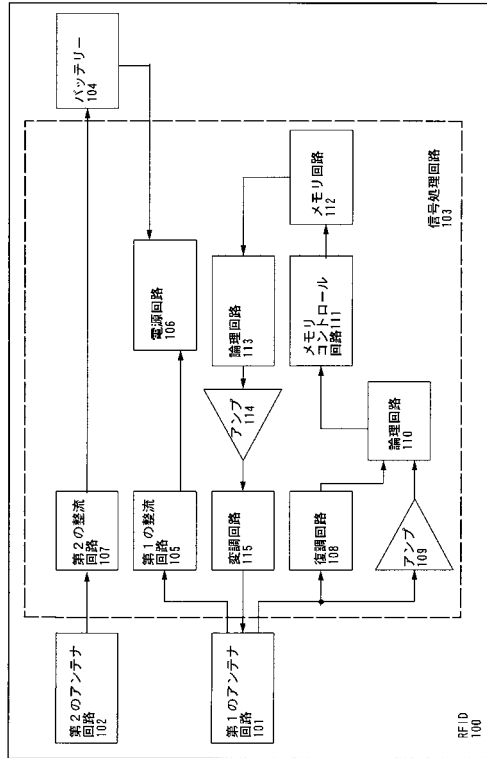 第2のアンテナ
回路
102
第2の整流
回路
107
バッテリー
104
第1の整流
回路
105
電源回路
106
第1のアンテナ
回路
101
変調回路
115
アンプ
114
論理回路
113
メモリ回路
112
復調回路
108
メモリ
コントロール
回路111
アンプ
109
論理回路
110
信号処理回路
103
RFID
100